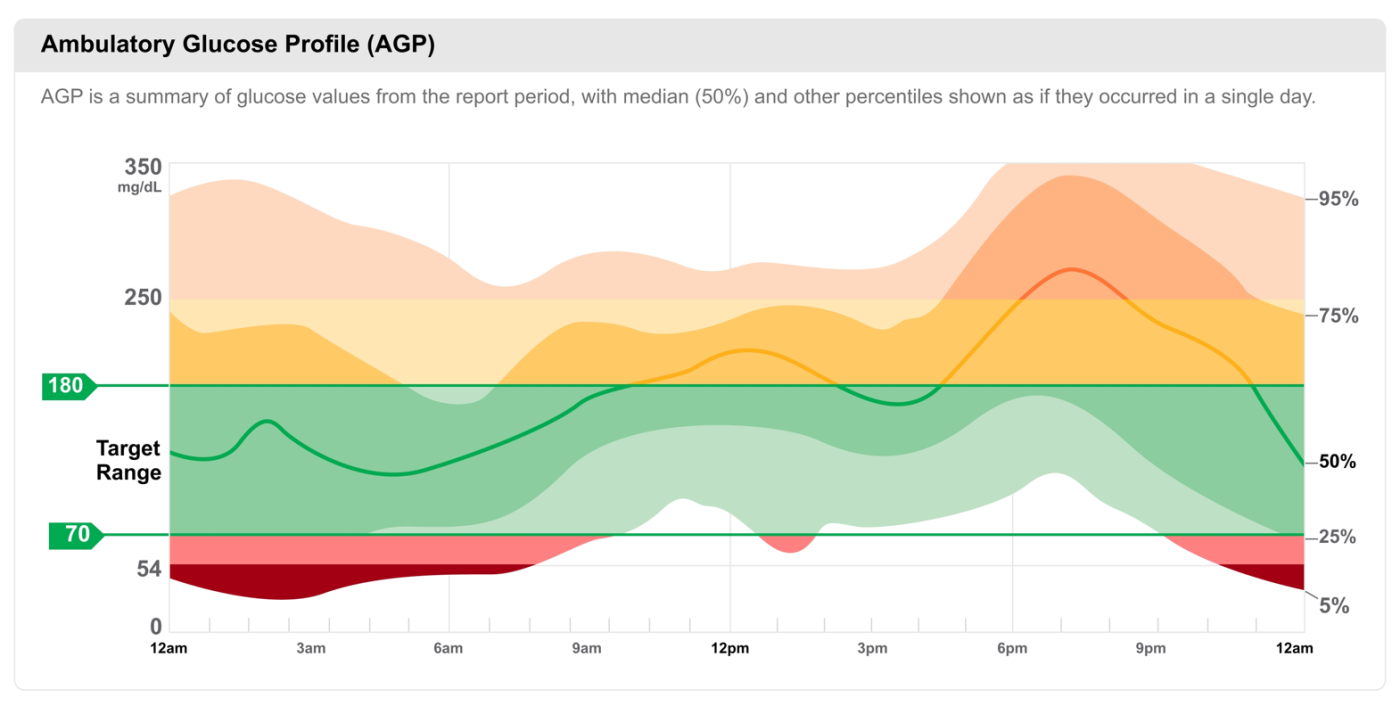 Ambulatory Glucose Profile (AGP)
AGP is a summary of glucose values from the report period, with median (50%) and other percentiles shown as if they occurred in a single day.
350
mg/dL
95%
250
75%
180
Target
Range
50%
70
25%
54
5%
0
12am 3am 6am 9am 12pm 3pm 6pm 9pm 12am